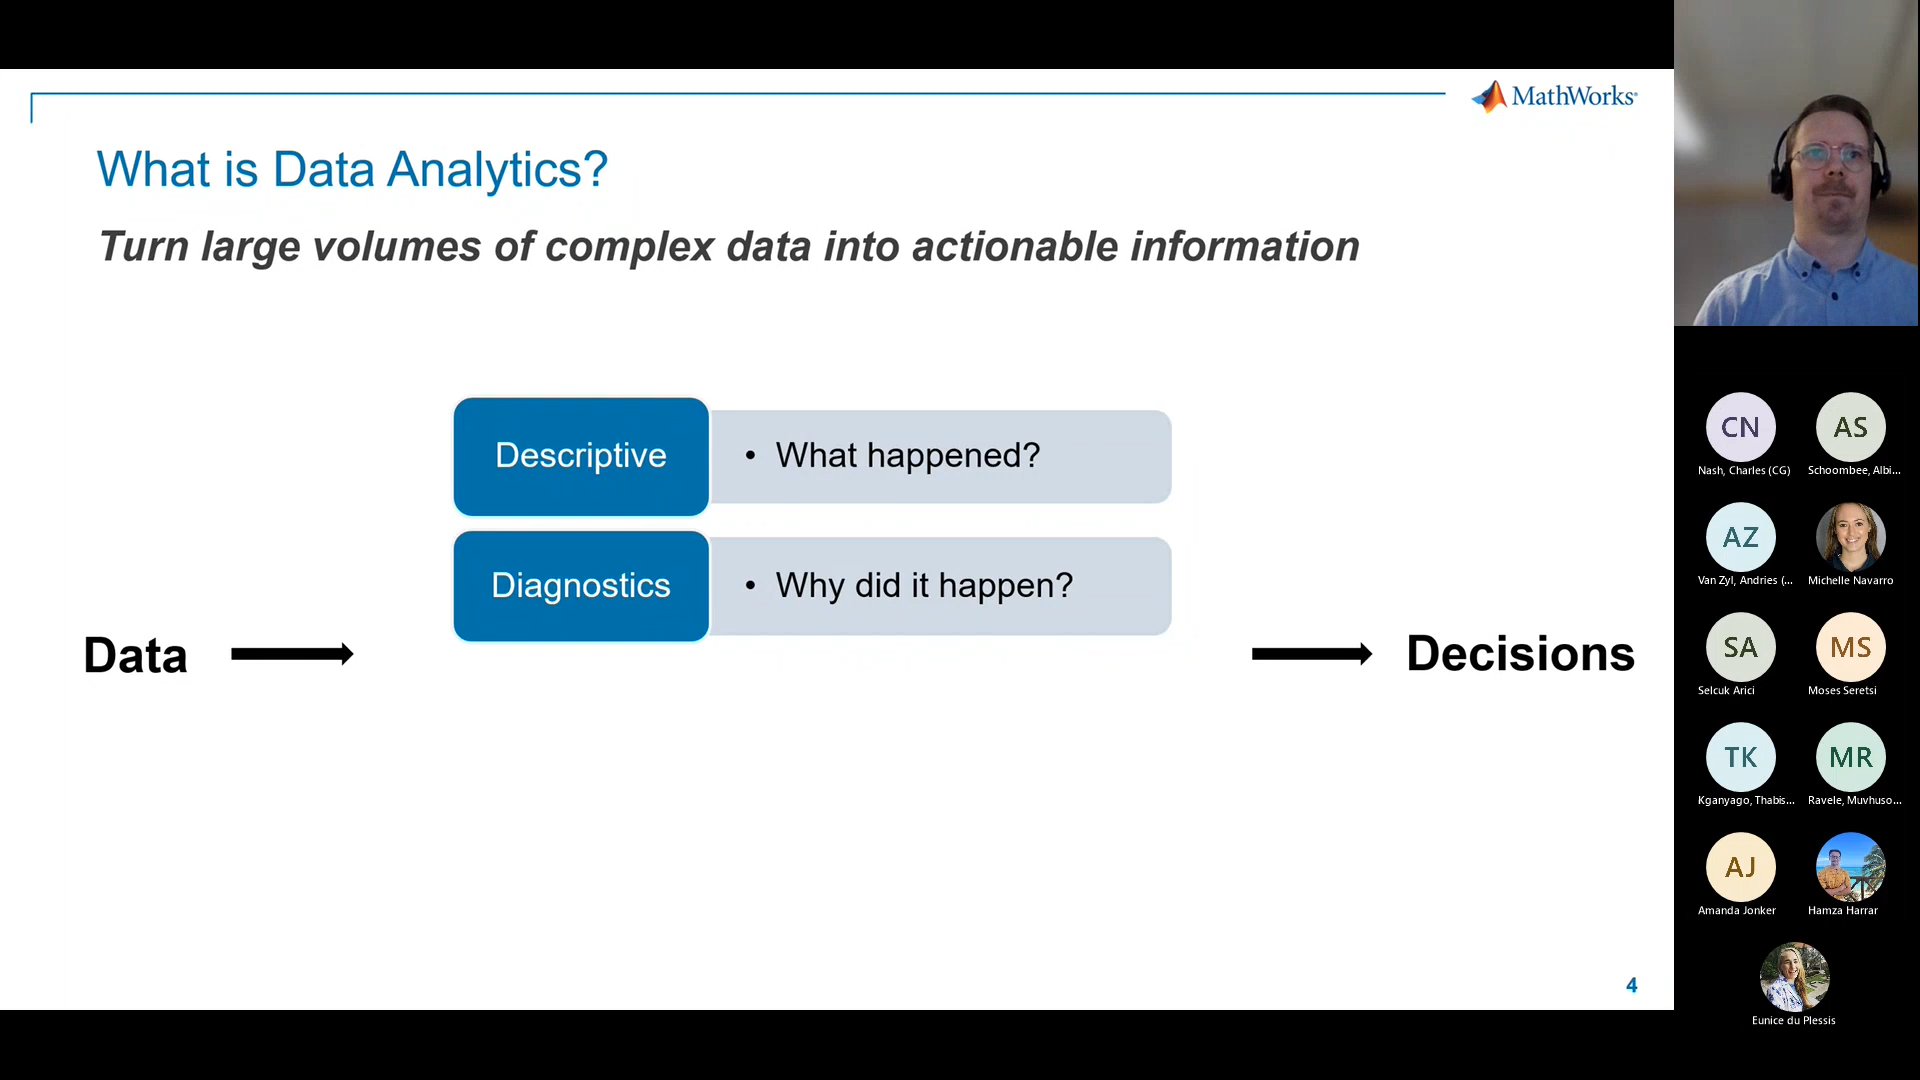 MathWorks
What is Data Analytics?
Turn large volumes of complex data into actionable information
Descriptive
• What happened?
Diagnostics
• Why did it happen?
Data
Decisions
4
CN
Nash, Charles (CG)
AS
Schoombee, Albi...
AZ
Van Zyl, Andries (...
Michelle Navarro
SA
Selcuk Arici
MS
Moses Seretsi
TK
Kganyago, Thabis...
MR
Ravele, Muvhuso...
AJ
Amanda Jonker
Hamza Harrar
Eunice du Plessis